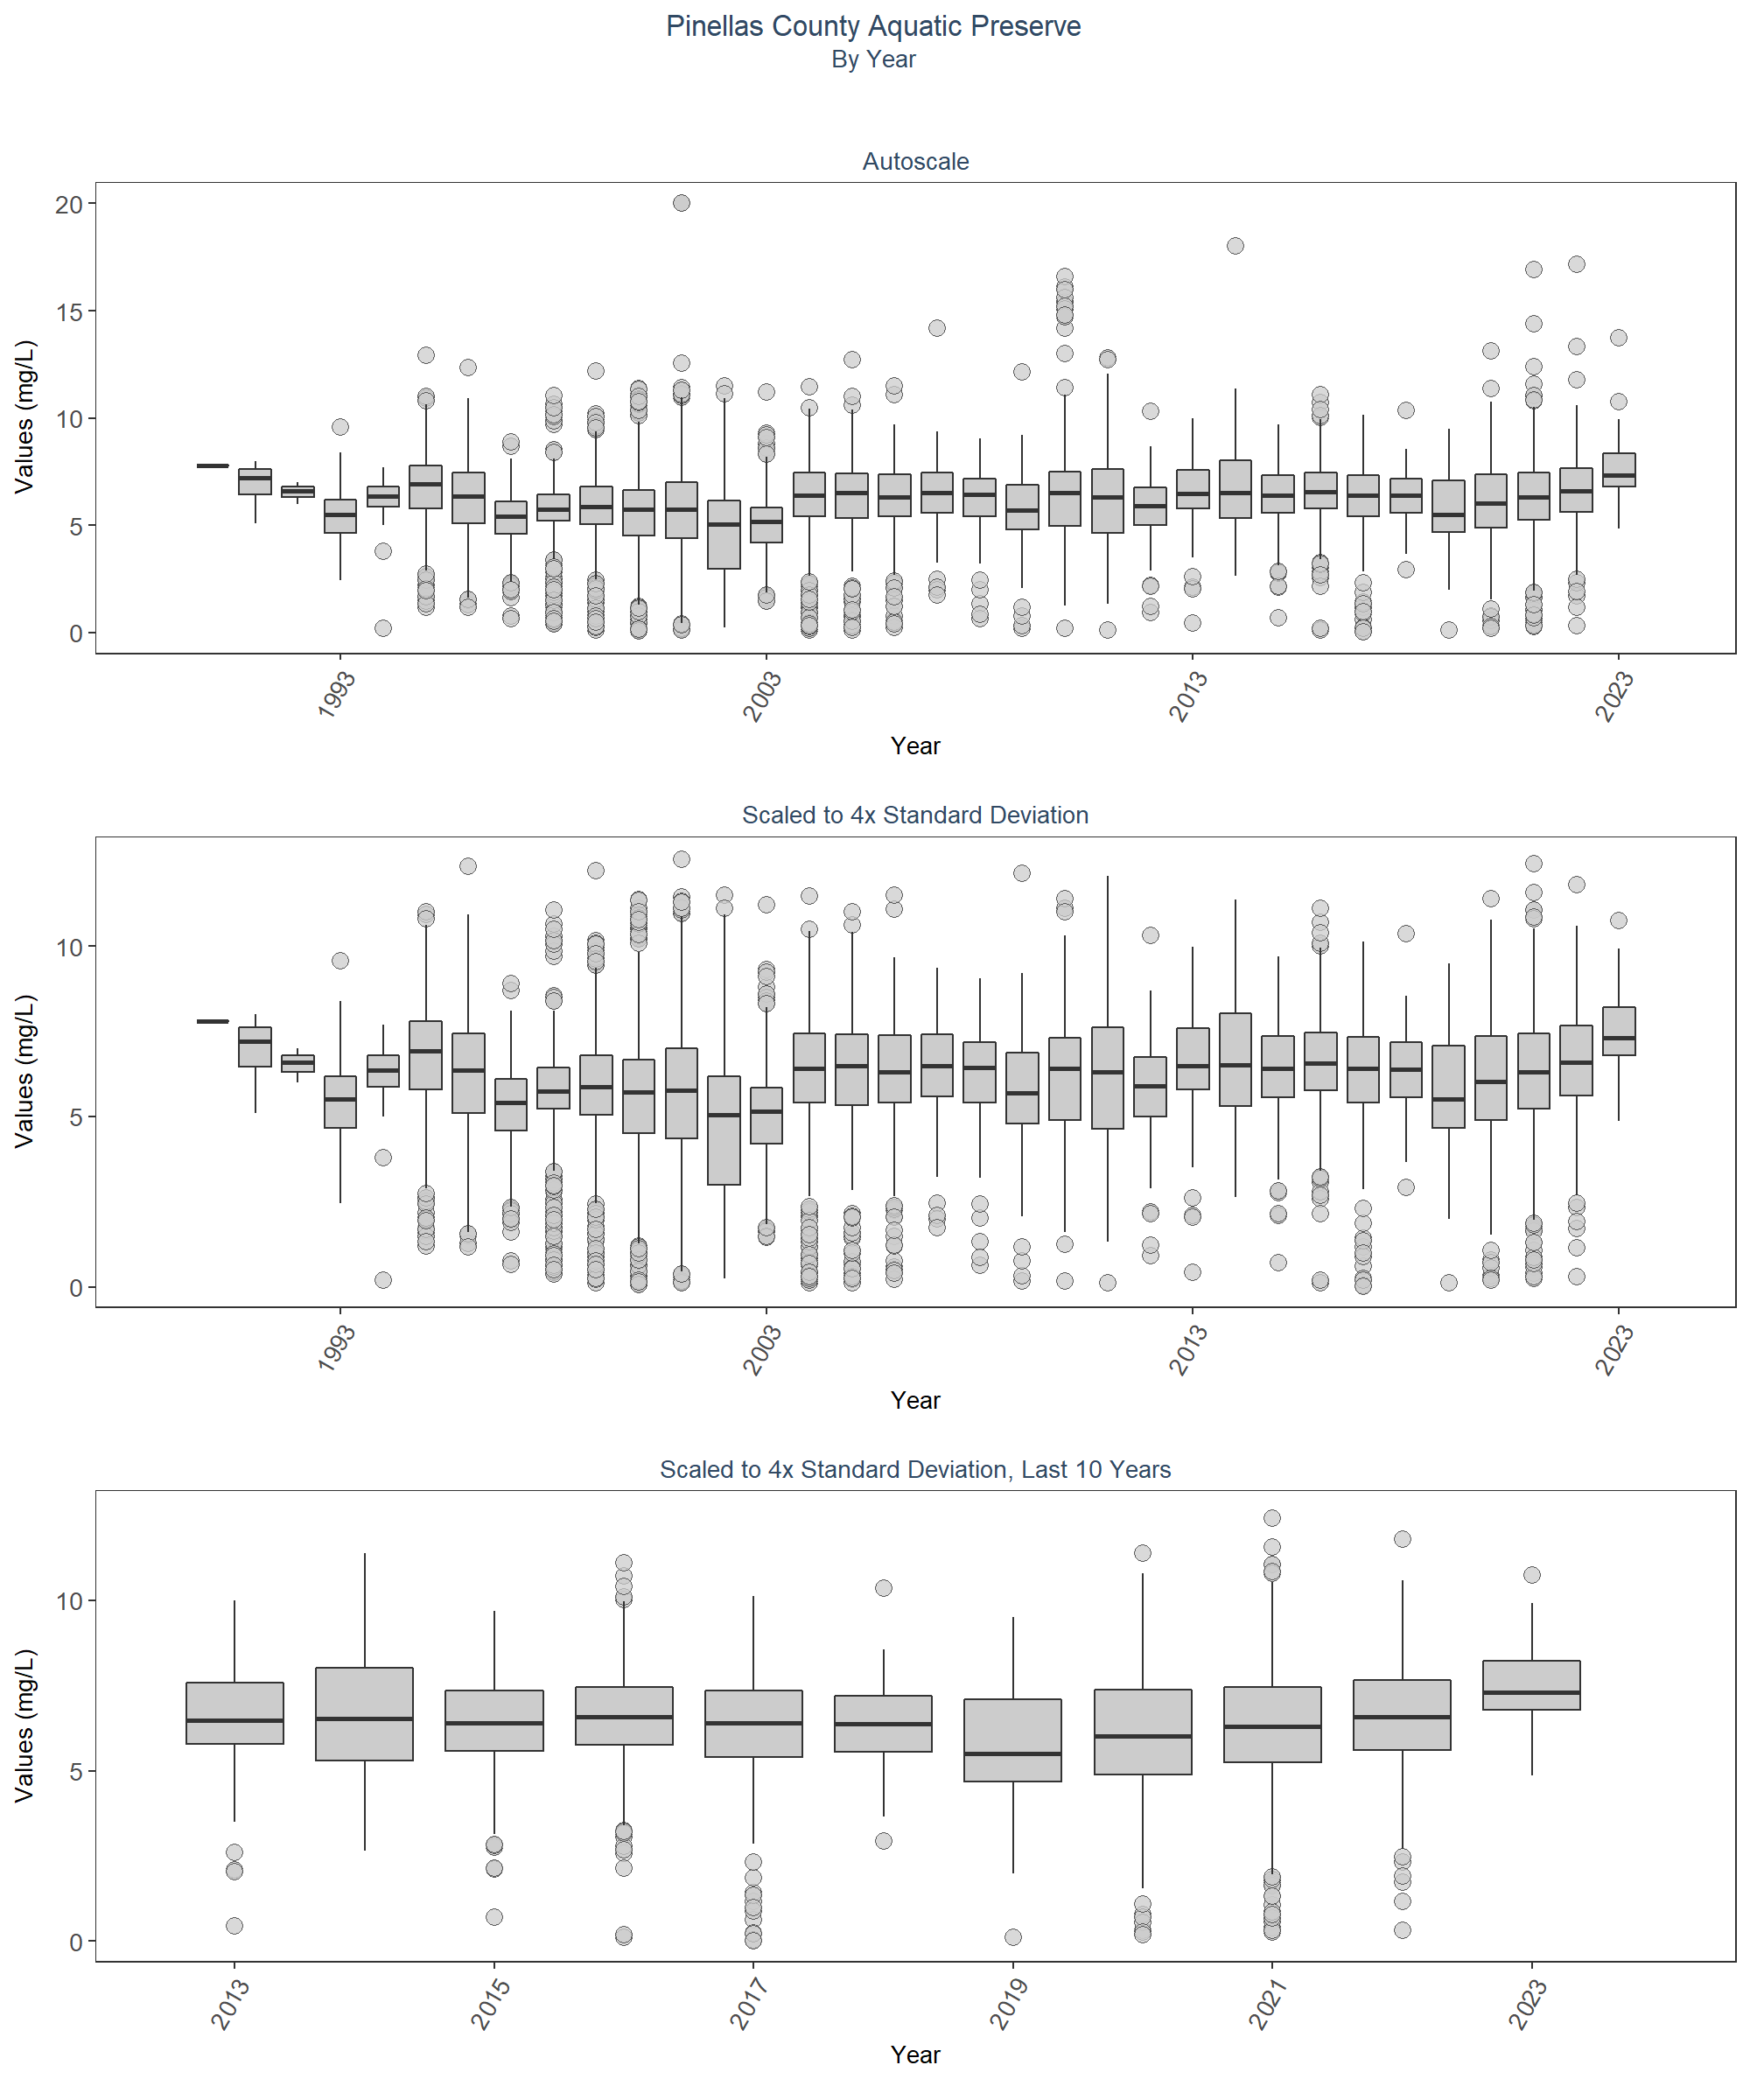 Pinellas County Aquatic Preserve
By Year
Autoscale
Values (mg/L)
20
15
10
5
0
1993
2003
2013
2023
Year
Scaled to 4x Standard Deviation
Values (mg/L)
10
5
0
1993
2003
2013
2023
Year
Scaled to 4x Standard Deviation, Last 10 Years
Values (mg/L)
10
5
0
2013
2015
2017
2019
2021
2023
Year